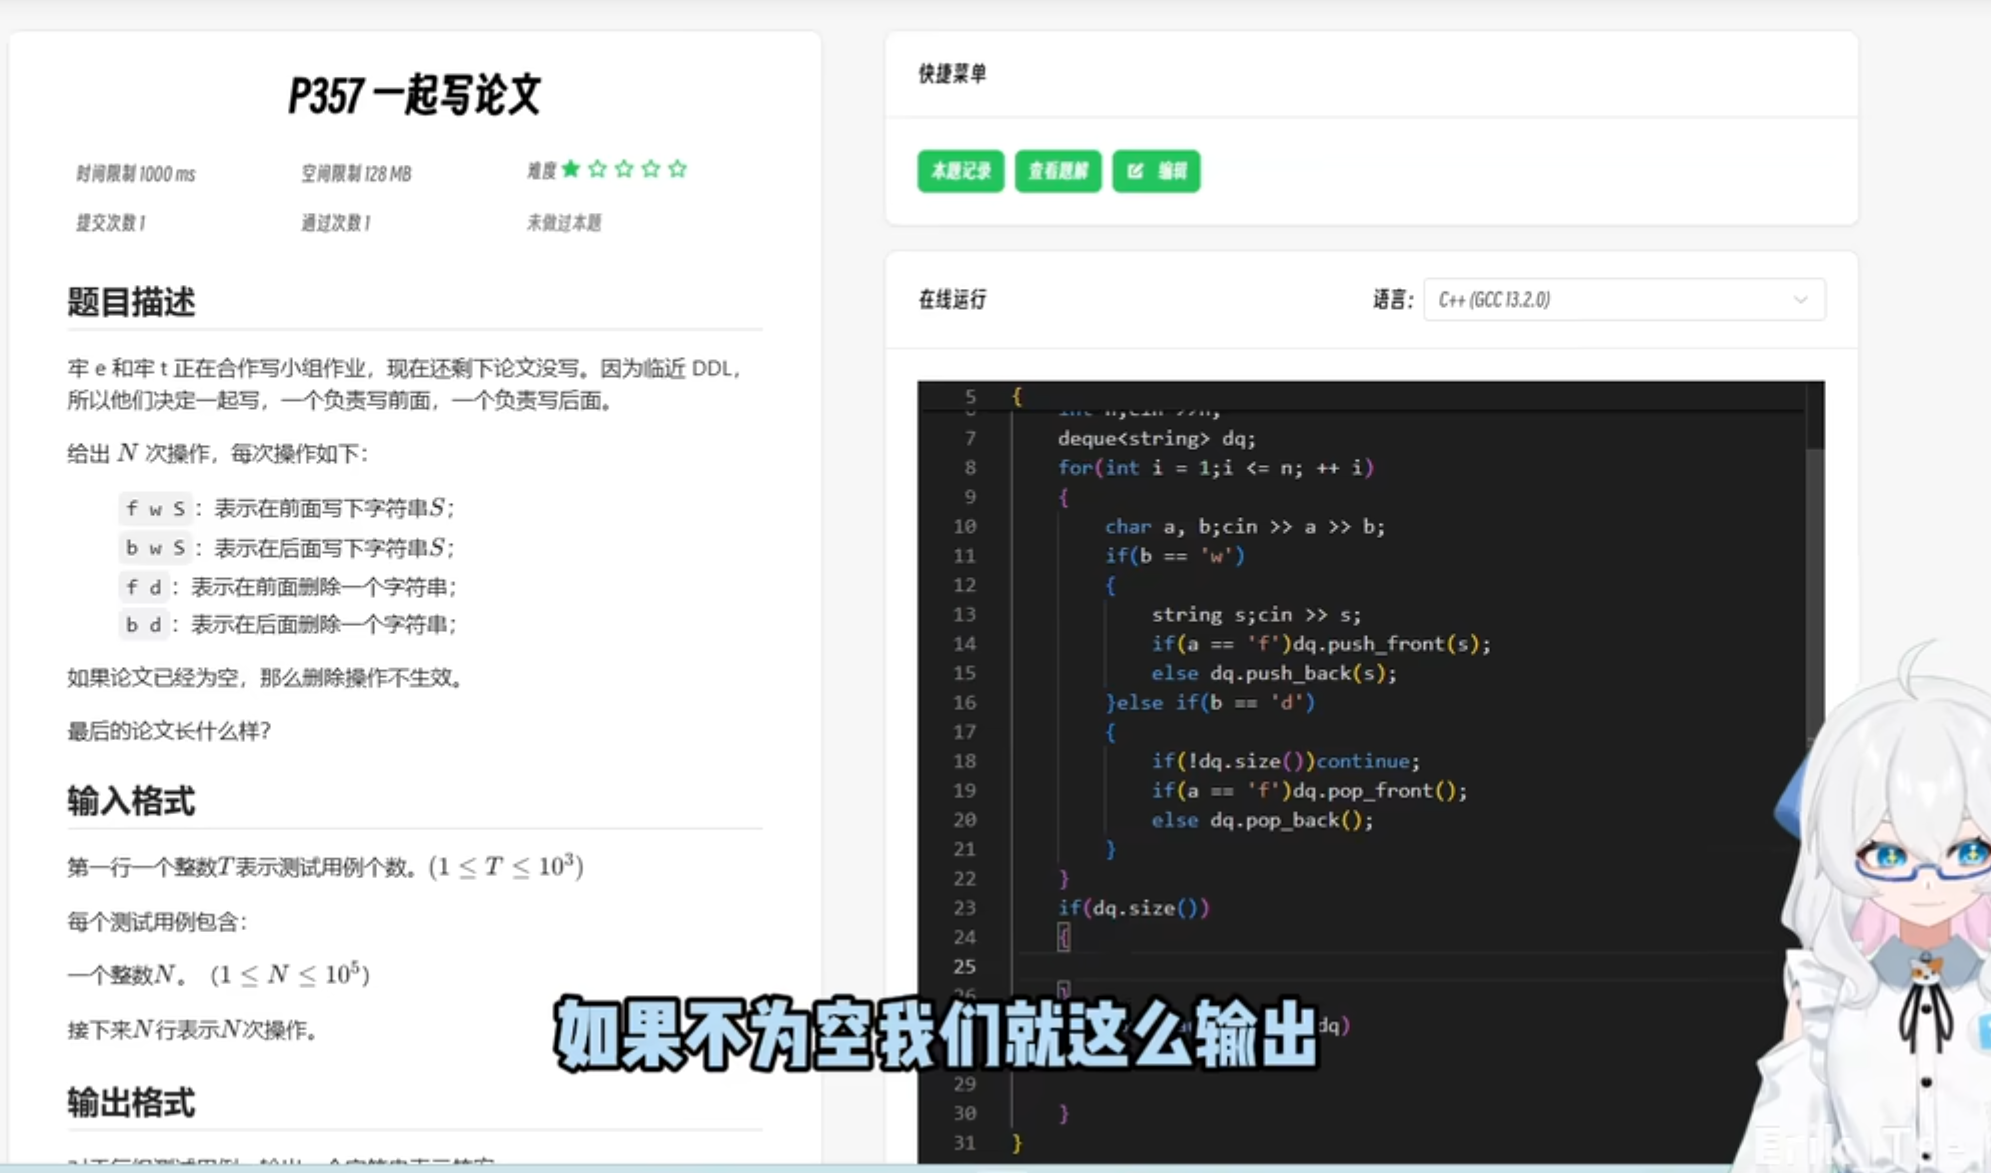 P357 一起写论文
时间限制 1000 ms
空间限制 128 MB
难度
提交次数 1
通过次数 1
未做过本题
题目描述
牢 e 和牢 t 正在合作写小组作业，现在还剩下论文没写。因为临近 DDL，
所以他们决定一起写，一个负责写前面，一个负责写后面。
给出 N 次操作，每次操作如下：
f w S：表示在前面写下字符串S；
b w S：表示在后面写下字符串S；
f d：表示在前面删除一个字符串；
b d：表示在后面删除一个字符串；
如果论文已经为空，那么删除操作不生效。
最后的论文长什么样？
输入格式
第一行一个整数T表示测试用例个数。(1 ≤ T ≤ 10³)
每个测试用例包含：
一个整数N。 (1 ≤ N ≤ 10⁵)
接下来N行表示N次操作。
输出格式
快捷菜单
本题记录
查看题解
编辑
在线运行
语言：
C++ (GCC 13.2.0)
5 {
7 deque<string> dq;
8 for(int i = 1;i <= n; ++ i)
9 {
10 char a, b;cin >> a >> b;
11 if(b == 'w')
12 {
13 string s;cin >> s;
14 if(a == 'f')dq.push_front(s);
15 else dq.push_back(s);
16 }else if(b == 'd')
17 {
18 if(!dq.size())continue;
19 if(a == 'f')dq.pop_front();
20 else dq.pop_back();
21 }
22 }
23 if(dq.size())
24 {
25
26 }
dq)
29
30 }
31 }
如果不为空我们就这么输出